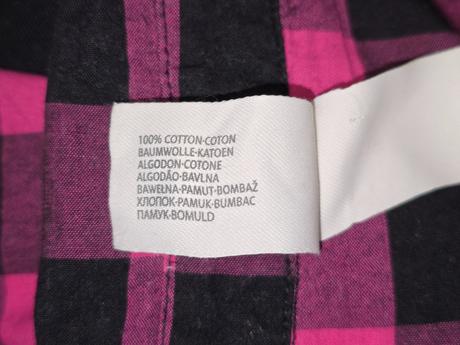 100% COTTON-COTON
BAUMWOLLE-KATOEN
ALGODON-COTONE
ALGODÃO-BAVLNA
BAWEŁNA-PAMUT-BOMBAŽ
ХЛОПОК-PAMUK-BUMBAC
ПАМУК-BOMULD